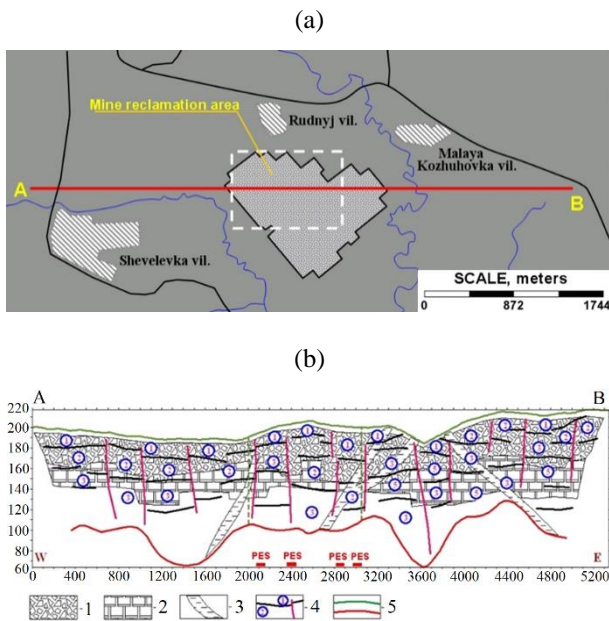 (a)
Mine reclamation area
Rudnyj vil.
Malaya
Kozhuhovka vil.
A
B
Shevelevka vil.
SCALE, meters
0 872 1744
(b)
A B
220
200
180
160
140
120
100
80
60
W E
PES PES PES PES
0 400 800 1200 1600 2000 2400 2800 3200 3600 4000 4400 4800 5200
1 2 3 4 5